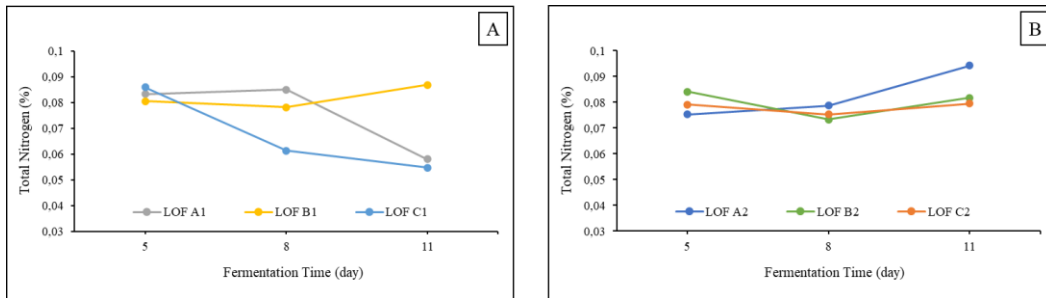 A
Total Nitrogen (%)
0,1
0,09
0,08
0,07
0,06
0,05
0,04
0,03
LOF A1 LOF B1 LOF C1
5 8 11
Fermentation Time (day)
B
Total Nitrogen (%)
0,1
0,09
0,08
0,07
0,06
0,05
0,04
0,03
LOF A2 LOF B2 LOF C2
5 8 11
Fermentation Time (day)